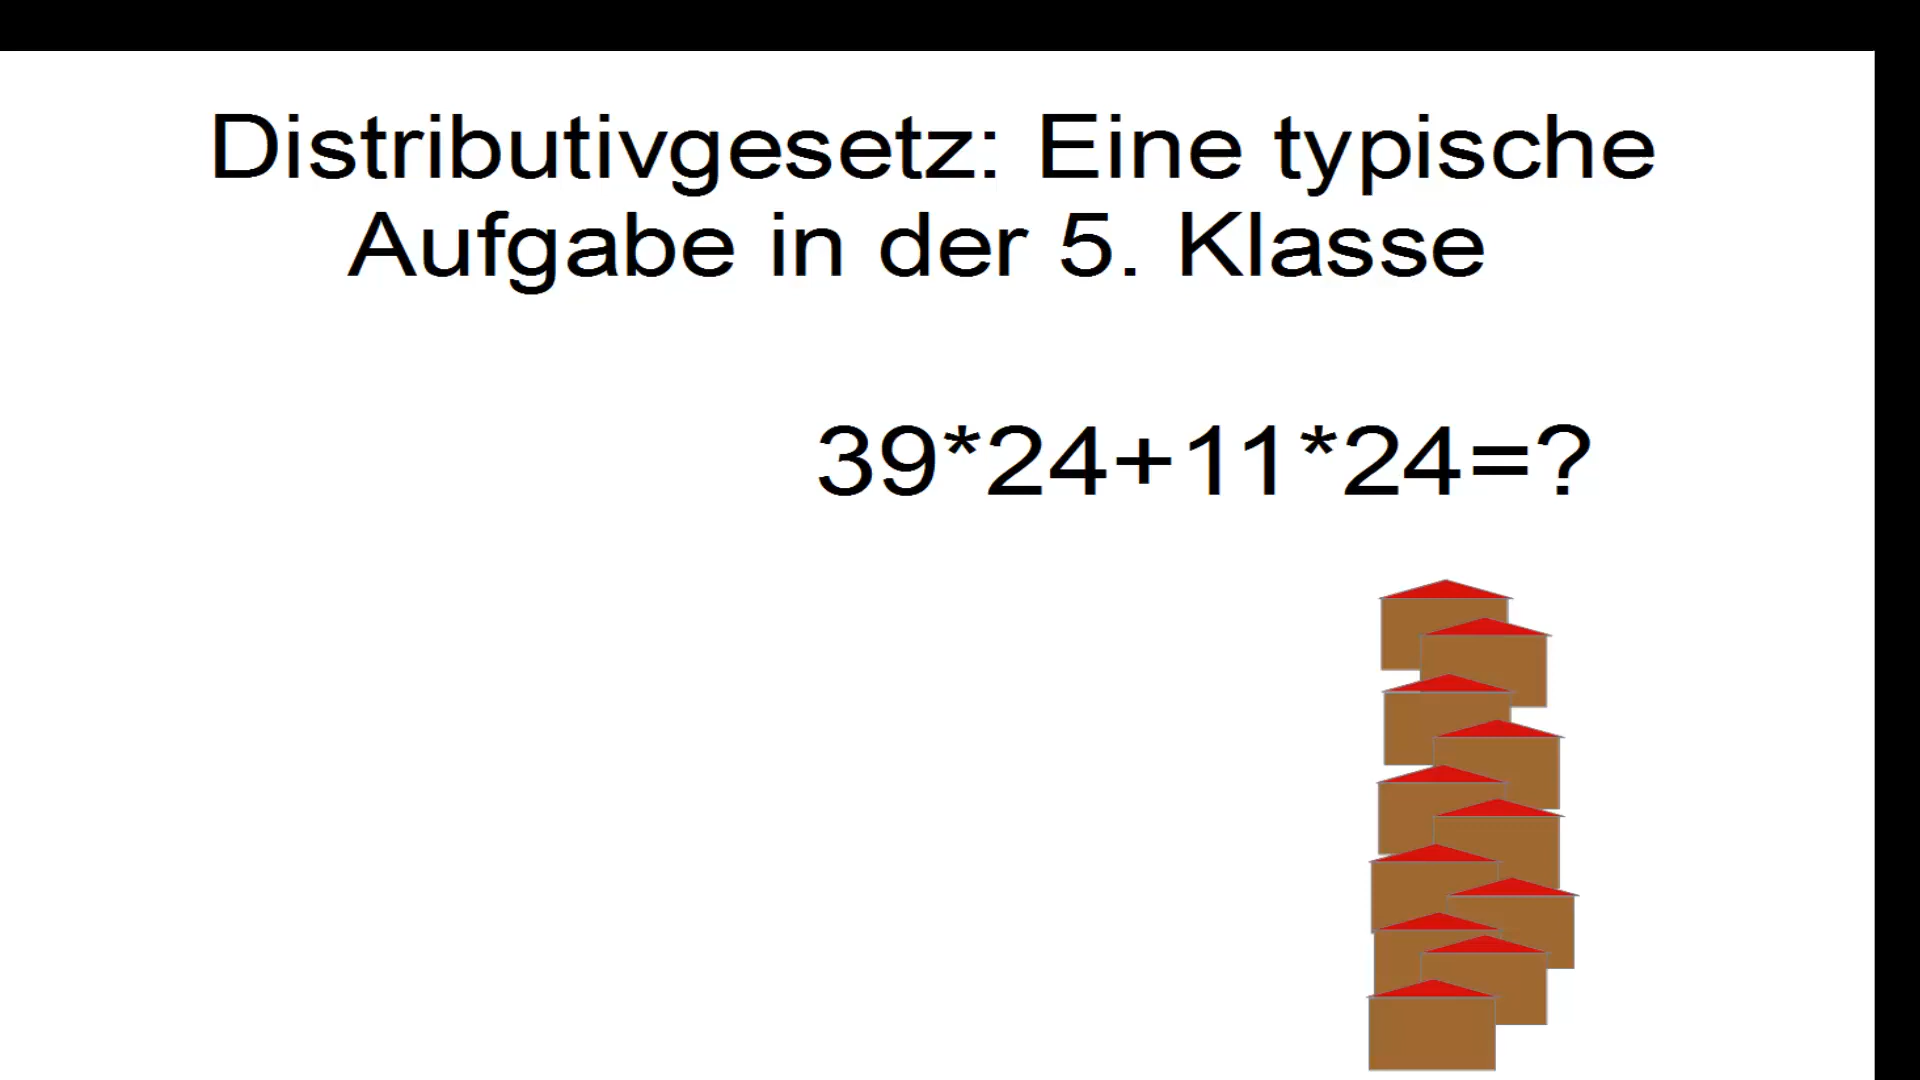 Distributivgesetz: Eine typische
Aufgabe in der 5. Klasse
39*24+11*24=?